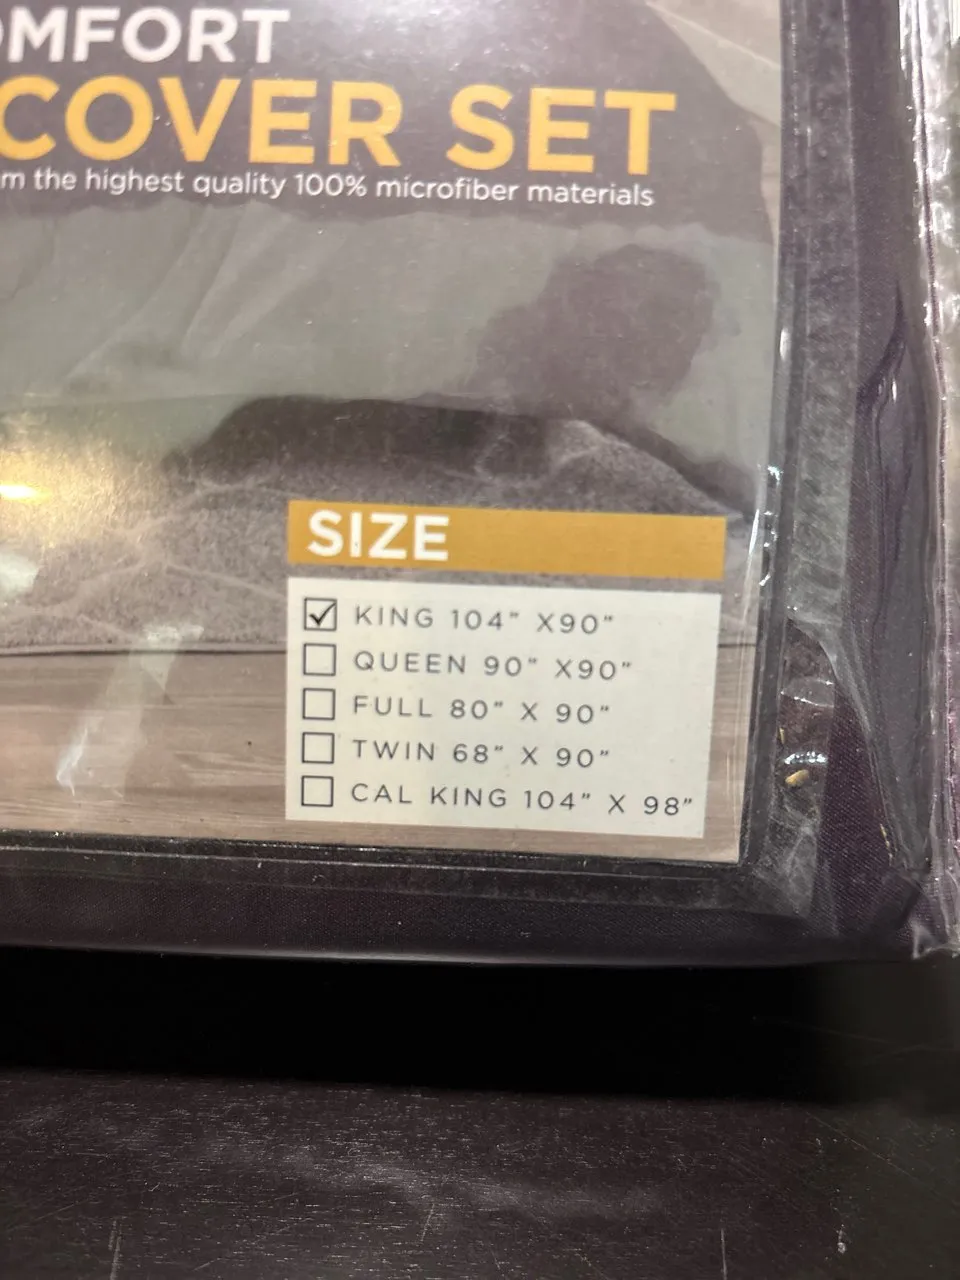 OMFORT
COVER SET
m the highest quality 100% microfiber materials
SIZE
KING 104" X90"
QUEEN 90" X90"
FULL 80" X 90"
TWIN 68" X 90"
CAL KING 104" X 98"